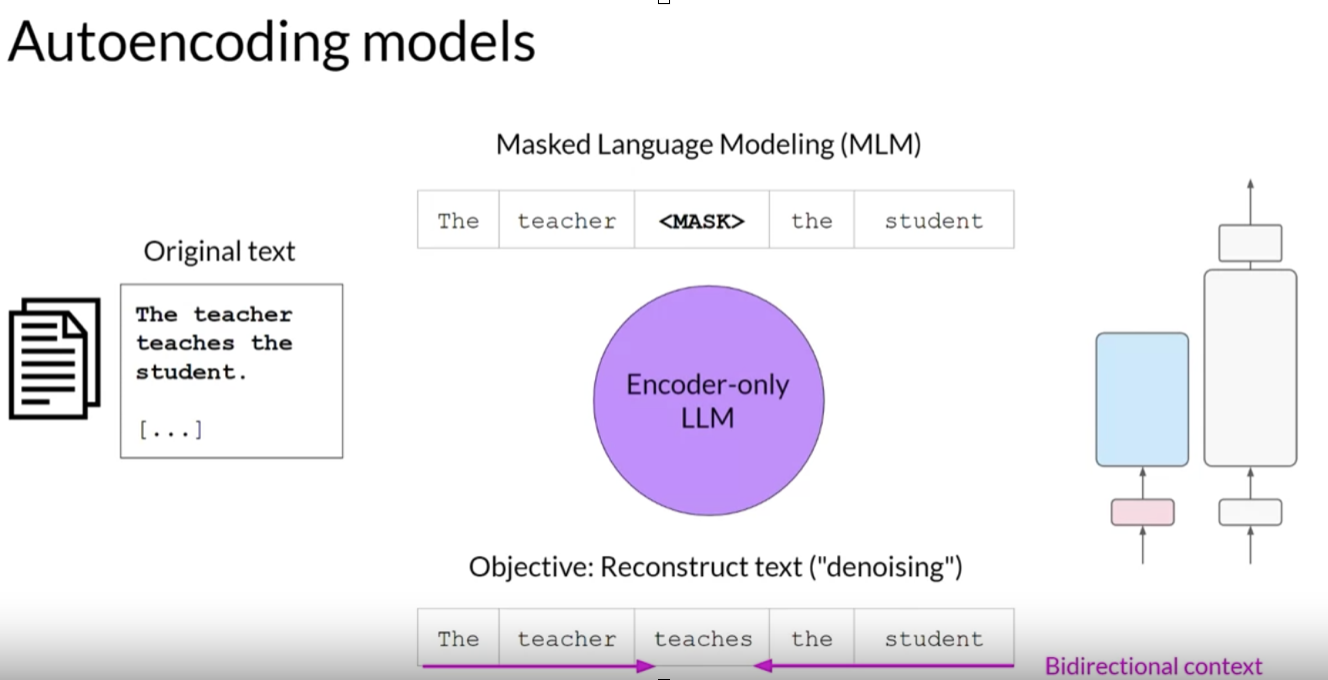 Autoencoding models
Masked Language Modeling (MLM)
The teacher <MASK> the student
Original text
The teacher
teaches the
student.
[...]
Encoder-only
LLM
Objective: Reconstruct text ("denoising")
The teacher teaches the student
Bidirectional context